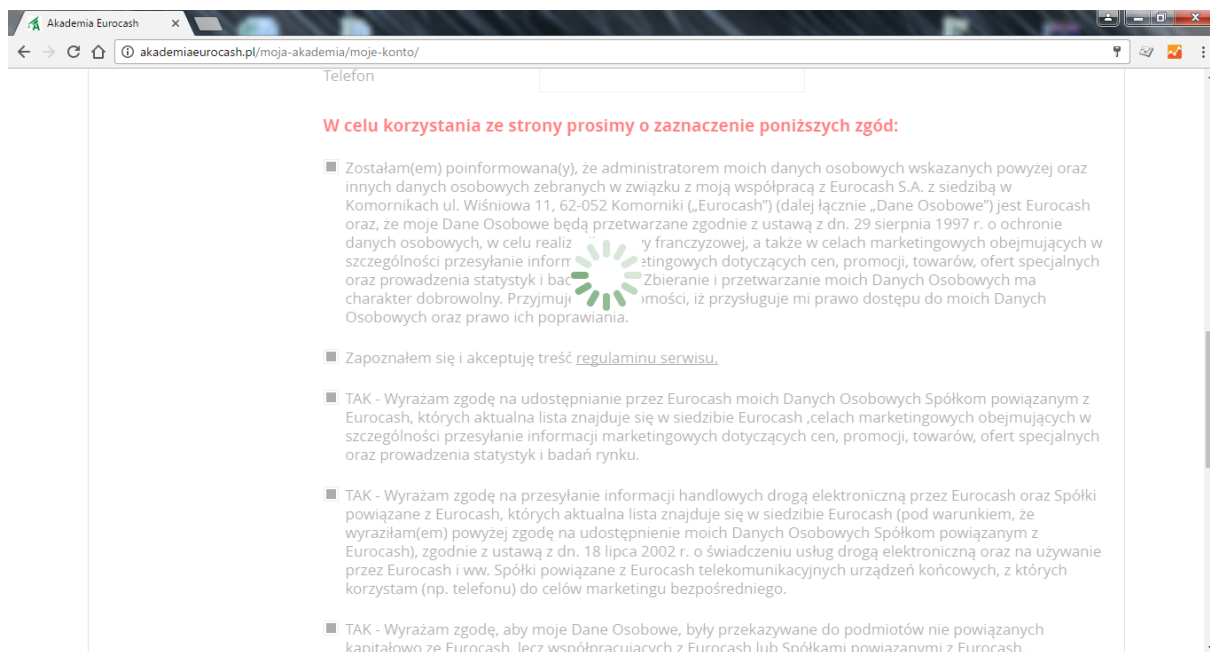 Akademia Eurocash
akademiaeurocash.pl/moja-akademia/moje-konto/
Telefon
W celu korzystania ze strony prosimy o zaznaczenie poniższych zgód:
Zostałam(em) poinformowana(y), że administratorem moich danych osobowych wskazanych powyżej oraz
innych danych osobowych zebranych w związku z moją współpracą z Eurocash S.A. z siedzibą w
Komornikach ul. Wiśniowa 11, 62-052 Komorniki („Eurocash”) (dalej łącznie „Dane Osobowe”) jest Eurocash
oraz, że moje Dane Osobowe będą przetwarzane zgodnie z ustawą z dn. 29 sierpnia 1997 r. o ochronie
danych osobowych, w celu realiz y franczyzowej, a także w celach marketingowych obejmujących w
szczególności przesyłanie inform etingowych dotyczących cen, promocji, towarów, ofert specjalnych
oraz prowadzenia statystyk i bad Zbieranie i przetwarzanie moich Danych Osobowych ma
charakter dobrowolny. Przyjmuj omości, iż przysługuje mi prawo dostępu do moich Danych
Osobowych oraz prawo ich poprawiania.
Zapoznałem się i akceptuję treść regulaminu serwisu.
TAK - Wyrażam zgodę na udostępnianie przez Eurocash moich Danych Osobowych Spółkom powiązanym z
Eurocash, których aktualna lista znajduje się w siedzibie Eurocash ,celach marketingowych obejmujących w
szczególności przesyłanie informacji marketingowych dotyczących cen, promocji, towarów, ofert specjalnych
oraz prowadzenia statystyk i badań rynku.
TAK - Wyrażam zgodę na przesyłanie informacji handlowych drogą elektroniczną przez Eurocash oraz Spółki
powiązane z Eurocash, których aktualna lista znajduje się w siedzibie Eurocash (pod warunkiem, że
wyraziłam(em) powyżej zgodę na udostępnienie moich Danych Osobowych Spółkom powiązanym z
Eurocash), zgodnie z ustawą z dn. 18 lipca 2002 r. o świadczeniu usług drogą elektroniczną oraz na używanie
przez Eurocash i ww. Spółki powiązane z Eurocash telekomunikacyjnych urządzeń końcowych, z których
korzystam (np. telefonu) do celów marketingu bezpośredniego.
TAK - Wyrażam zgodę, aby moje Dane Osobowe, były przekazywane do podmiotów nie powiązanych
kapitałowo ze Eurocash, lecz współpracujących z Eurocash lub Spółkami powiązanymi z Eurocash,